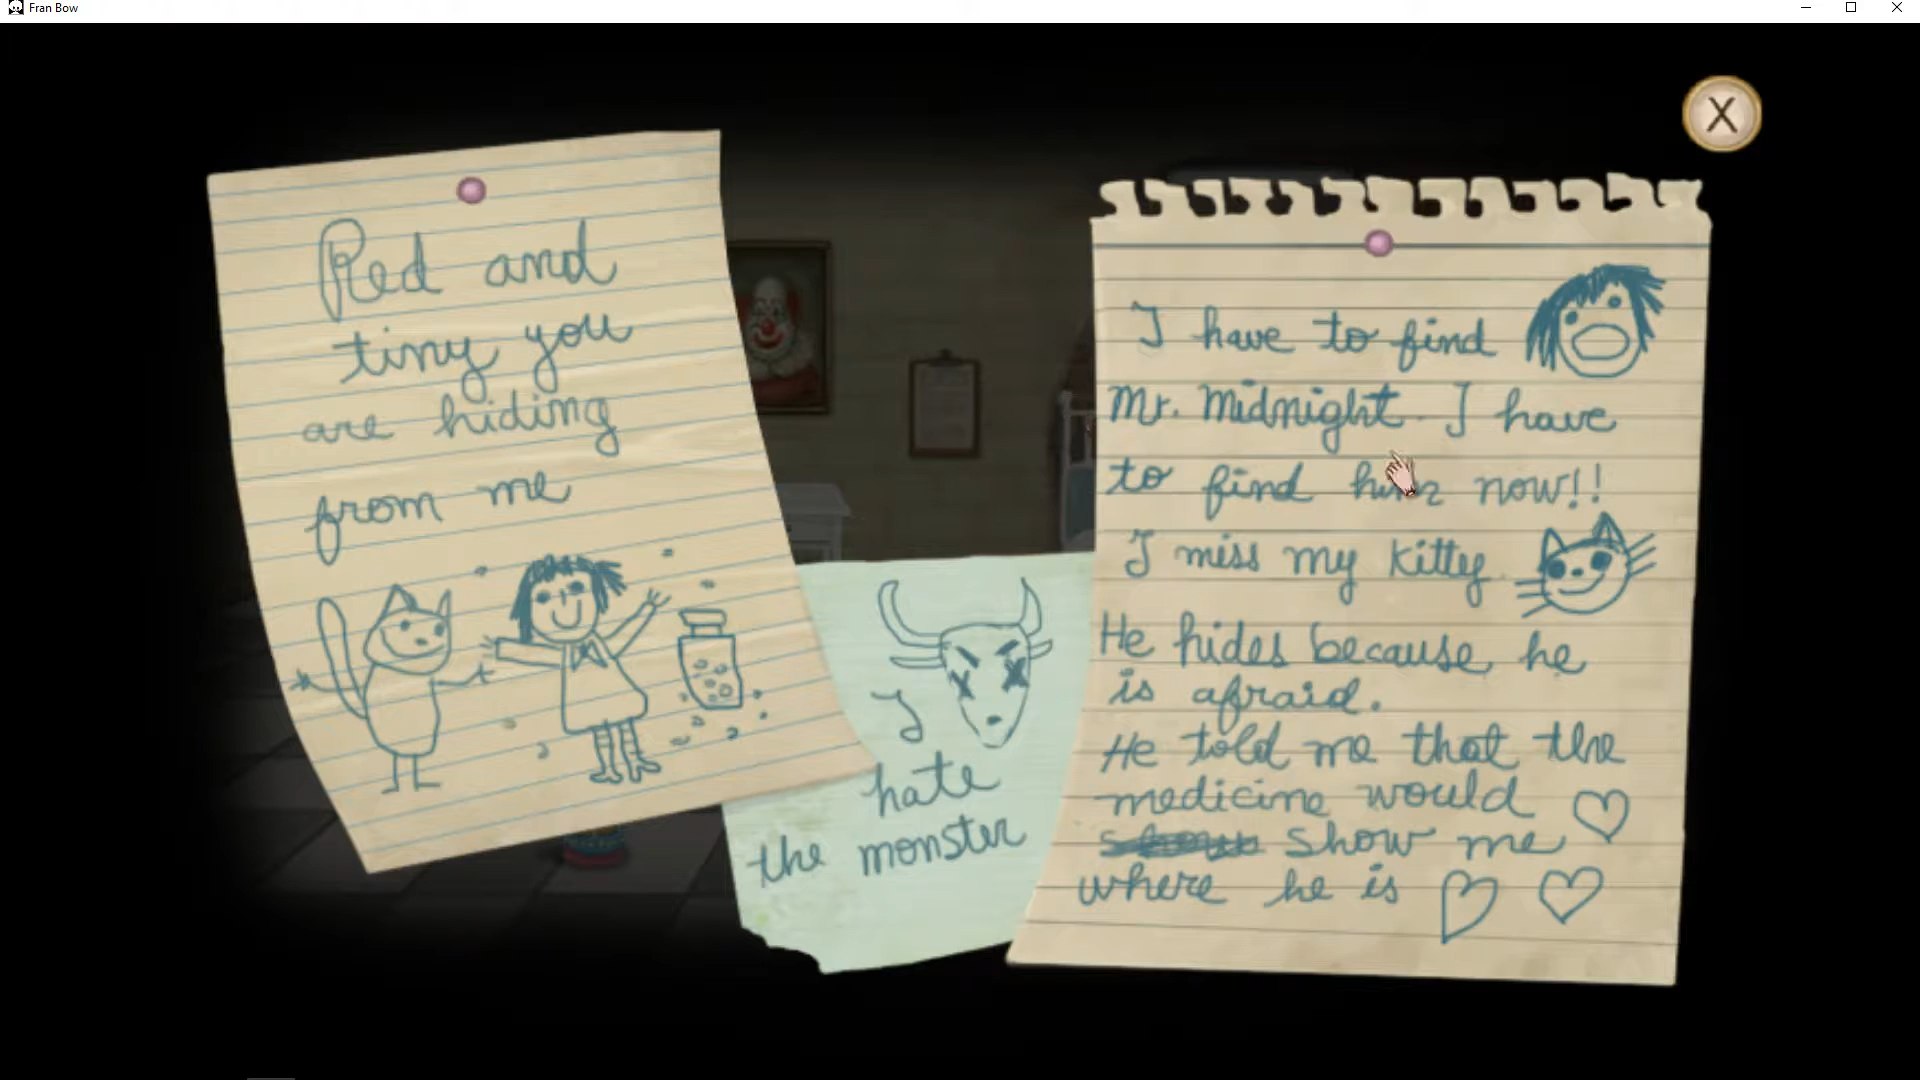 Fran Bow
X
Red and
tiny you
are hiding
from me
I
hate
the monster
I have to find
Mr. Midnight. I have
to find him now!!
I miss my Kitty.
He hides because he
is afraid.
He told me that the
medicine would
show me
where he is